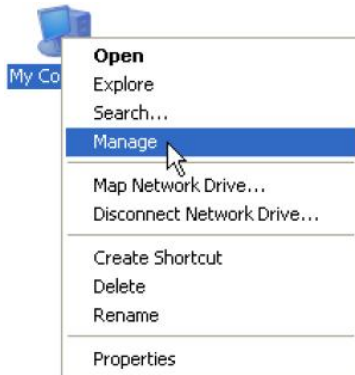 My Co
Open
Explore
Search...
Manage
Map Network Drive...
Disconnect Network Drive...
Create Shortcut
Delete
Rename
Properties